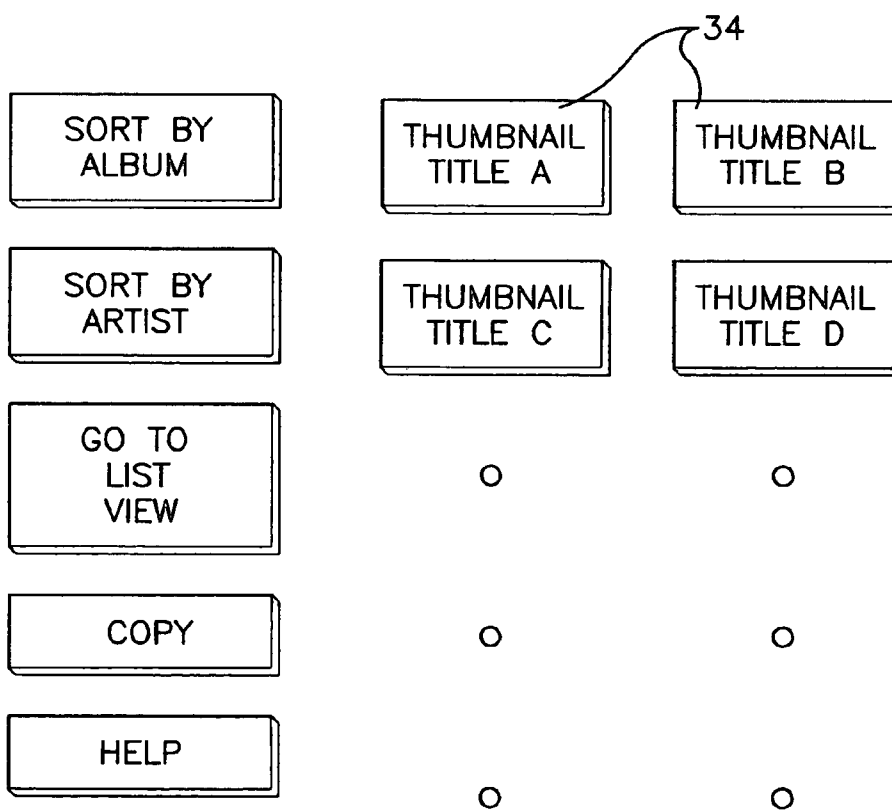 34
SORT BY
ALBUM
THUMBNAIL
TITLE A
THUMBNAIL
TITLE B
SORT BY
ARTIST
THUMBNAIL
TITLE C
THUMBNAIL
TITLE D
GO TO
LIST
VIEW
COPY
HELP